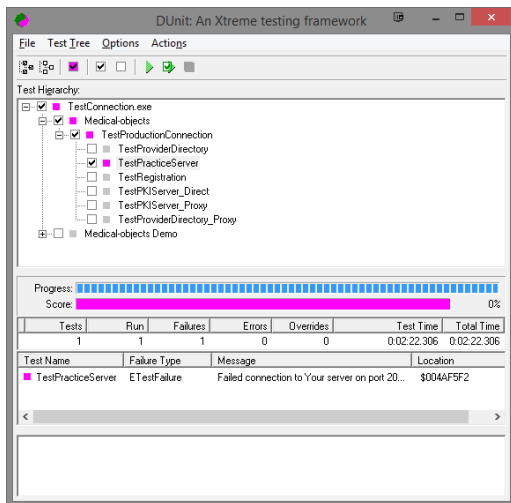 DUnit: An Xtreme testing framework
File Test Tree Options Actions
Test Hierarchy:
TestConnection.exe
Medical-objects
TestProductionConnection
TestProviderDirectory
TestPracticeServer
TestRegistration
TestPKIServer_Direct
TestPKIServer_Proxy
TestProviderDirectory_Proxy
Medical-objects Demo
Progress:
Score: 0%
Tests Run Failures Errors Overrides Test Time Total Time
1 1 1 0 0 0:02:22.306 0:02:22.306
Test Name Failure Type Message Location
TestPracticeServer ETestFailure Failed connection to Your server on port 20... $004AF5F2